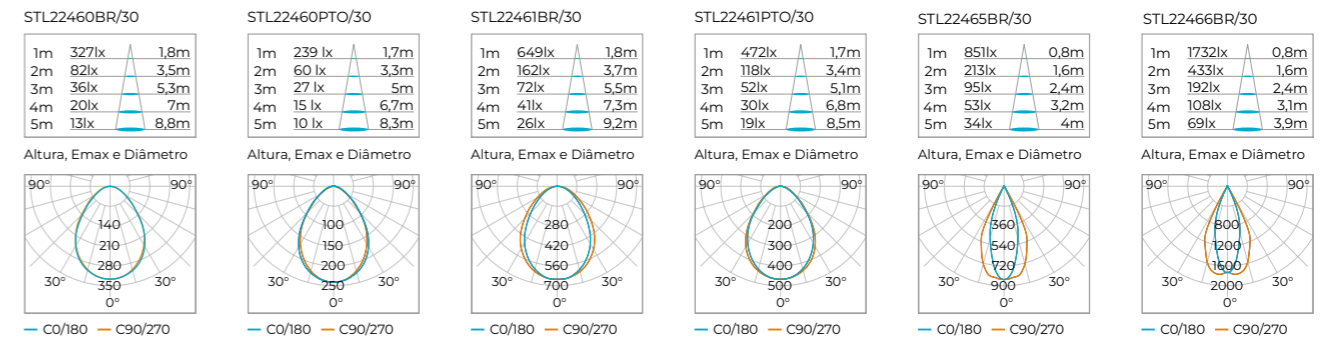 STL22460BR/30
1m 327lx 1,8m
2m 82lx 3,5m
3m 36lx 5,3m
4m 20lx 7m
5m 13lx 8,8m
Altura, Emax e Diâmetro
90° 90°
140
210
280
30° 350 30°
0°
C0/180 C90/270
STL22460PTO/30
1m 239 lx 1,7m
2m 60 lx 3,3m
3m 27 lx 5m
4m 15 lx 6,7m
5m 10 lx 8,3m
Altura, Emax e Diâmetro
90° 90°
100
150
200
30° 250 30°
0°
C0/180 C90/270
STL22461BR/30
1m 649lx 1,8m
2m 162lx 3,7m
3m 72lx 5,5m
4m 41lx 7,3m
5m 26lx 9,2m
Altura, Emax e Diâmetro
90° 90°
280
420
560
30° 700 30°
0°
C0/180 C90/270
STL22461PTO/30
1m 472lx 1,7m
2m 118lx 3,4m
3m 52lx 5,1m
4m 30lx 6,8m
5m 19lx 8,5m
Altura, Emax e Diâmetro
90° 90°
200
300
400
30° 500 30°
0°
C0/180 C90/270
STL22465BR/30
1m 851lx 0,8m
2m 213lx 1,6m
3m 95lx 2,4m
4m 53lx 3,2m
5m 34lx 4m
Altura, Emax e Diâmetro
90° 90°
360
540
720
30° 900 30°
0°
C0/180 C90/270
STL22466BR/30
1m 1732lx 0,8m
2m 433lx 1,6m
3m 192lx 2,4m
4m 108lx 3,1m
5m 69lx 3,9m
Altura, Emax e Diâmetro
90° 90°
800
1200
1600
30° 2000 30°
0°
C0/180 C90/270